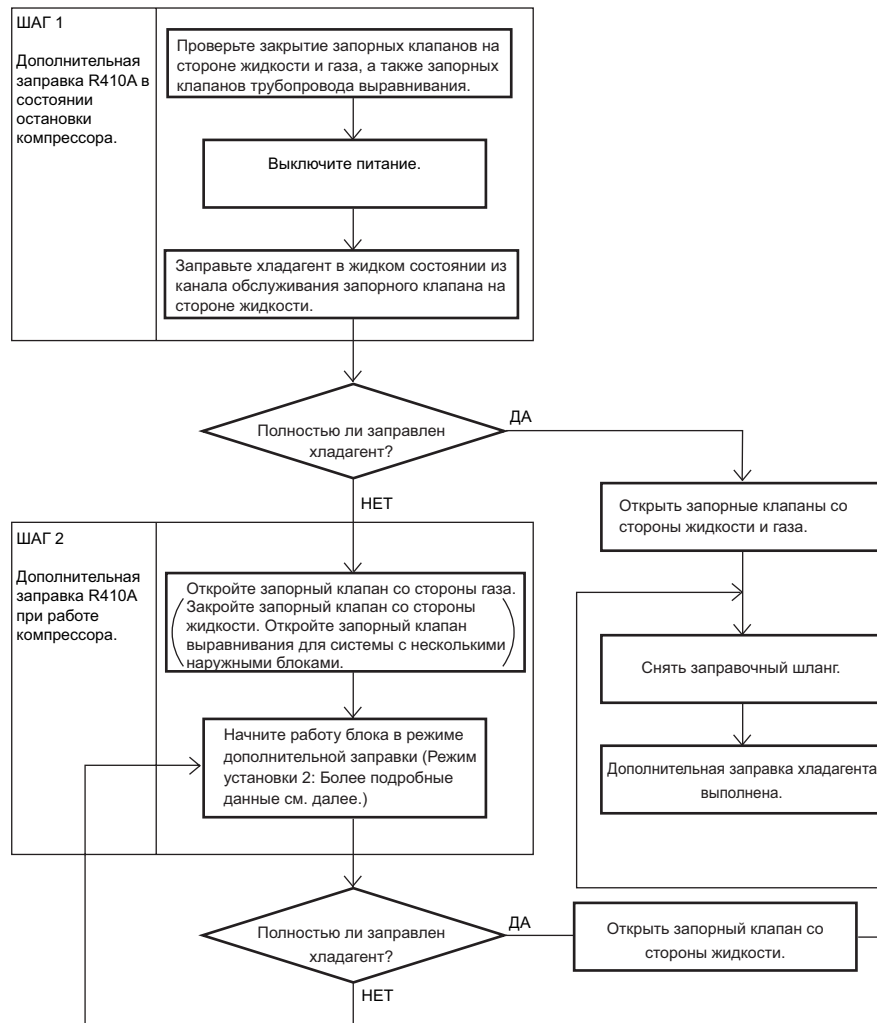 ШАГ 1
Дополнительная
заправка R410A в
состоянии
остановки
компрессора.
Проверьте закрытие запорных клапанов на
стороне жидкости и газа, а также запорных
клапанов трубопровода выравнивания.
Выключите питание.
Заправьте хладагент в жидком состоянии из
канала обслуживания запорного клапана на
стороне жидкости.
Полностью ли заправлен
хладагент?
ДА
НЕТ
Открыть запорные клапаны со
стороны жидкости и газа.
Снять заправочный шланг.
Дополнительная заправка хладагента
выполнена.
ШАГ 2
Дополнительная
заправка R410A
при работе
компрессора.
Откройте запорный клапан со стороны газа.
(Закройте запорный клапан со стороны
жидкости. Откройте запорный клапан
выравнивания для системы с несколькими
наружными блоками.)
Начните работу блока в режиме
дополнительной заправки (Режим
установки 2: Более подробные
данные см. далее.)
Полностью ли заправлен
хладагент?
ДА
НЕТ
Открыть запорный клапан со
стороны жидкости.